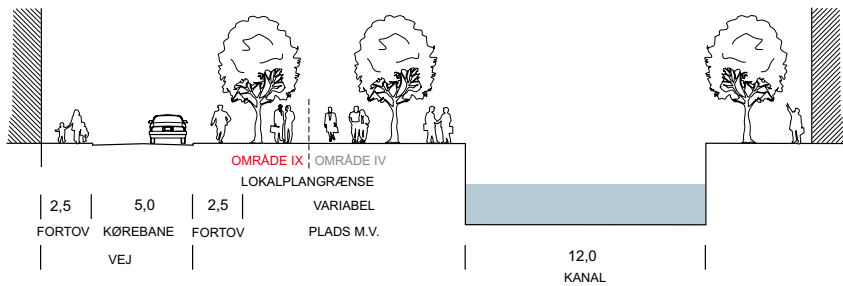 OMRÅDE IX OMRÅDE IV
LOKALPLANGRÆNSE
2,5 5,0 2,5 VARIABEL
FORTOV KØREBANE FORTOV PLADS M.V.
VEJ
12,0
KANAL